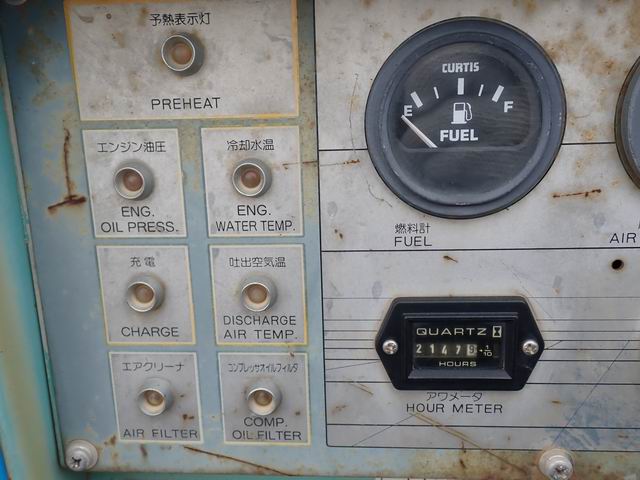 予熱表示灯
PREHEAT
エンジン油圧
ENG.
OIL PRESS.
冷却水温
ENG.
WATER TEMP.
充電
CHARGE
吐出空気温
DISCHARGE
AIR TEMP.
エアクリーナ
AIR FILTER
コンプレッサオイルフィルタ
COMP.
OIL FILTER
CURTIS
E
F
FUEL
燃料計
FUEL
AIR
QUARTZ
21479 1/10
HOURS
アワメータ
HOUR METER